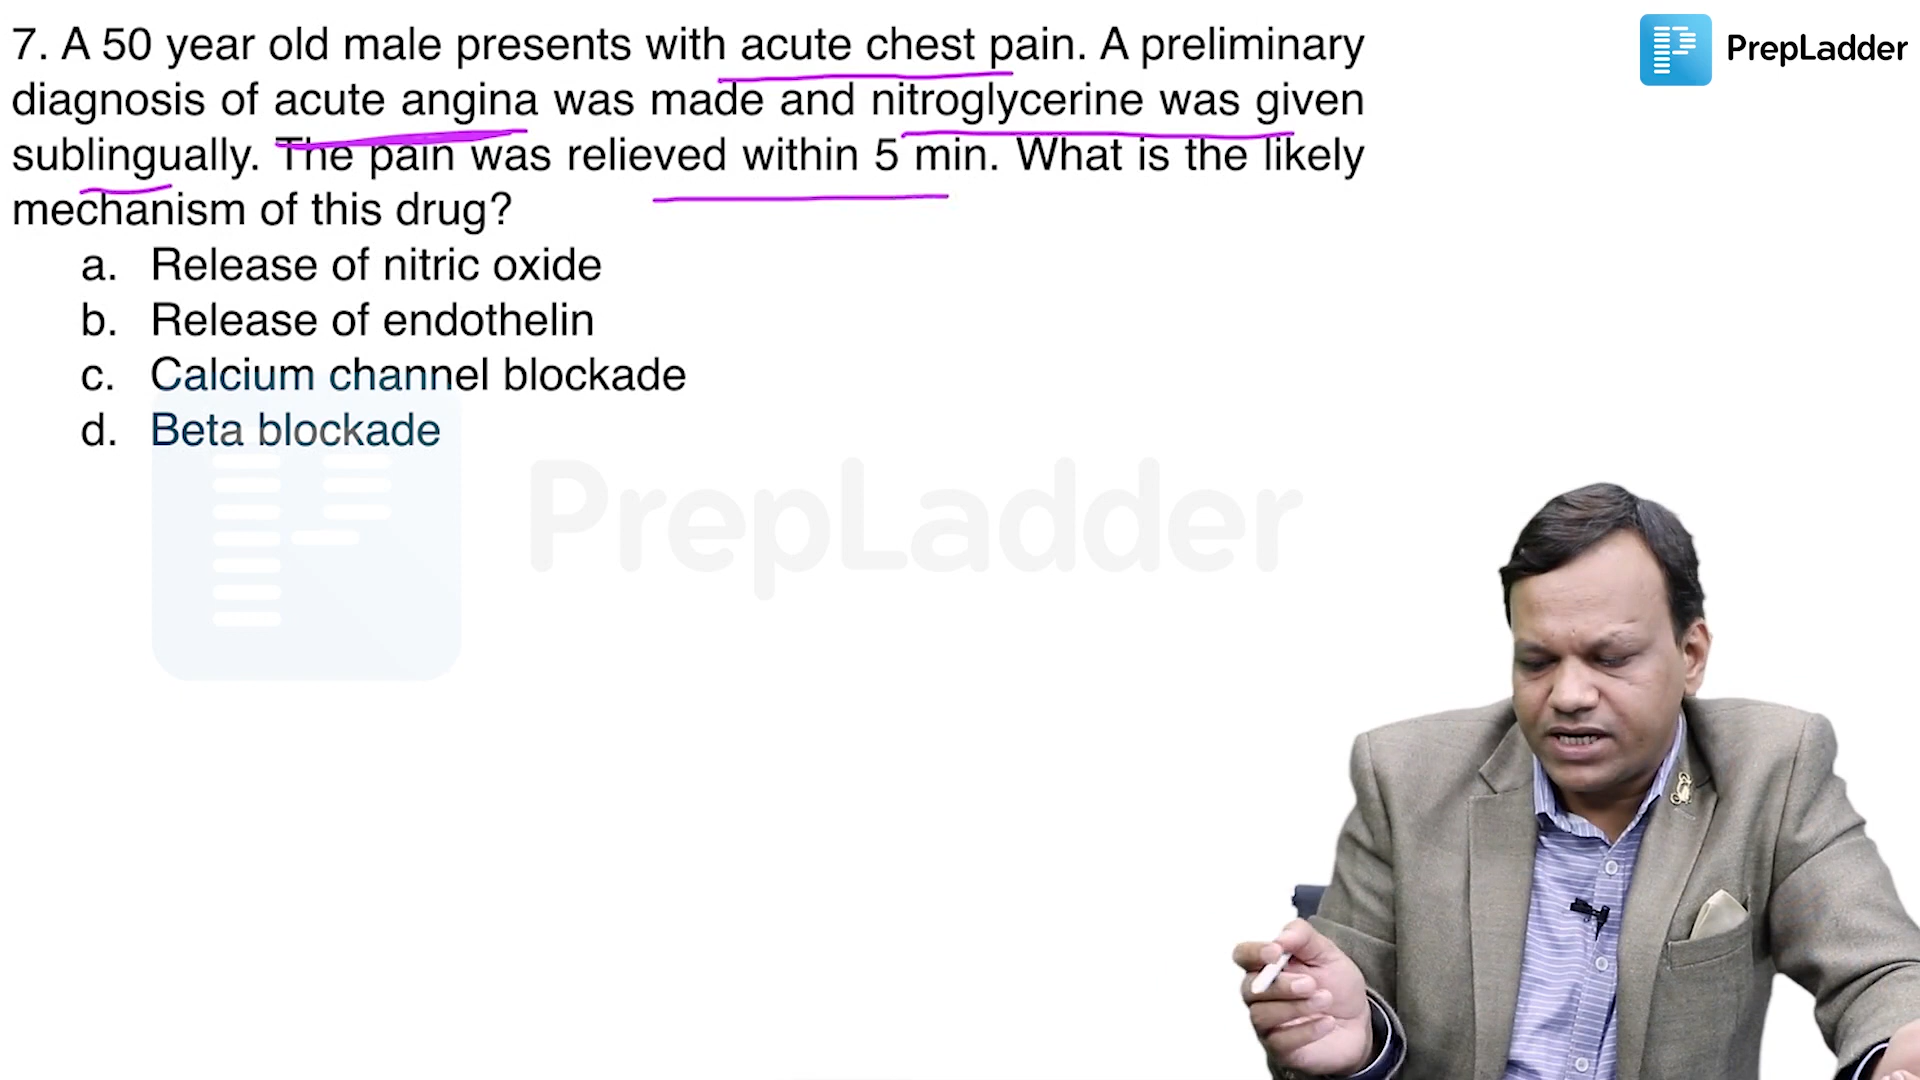 7. A 50 year old male presents with acute chest pain. A preliminary
diagnosis of acute angina was made and nitroglycerine was given
sublingually. The pain was relieved within 5 min. What is the likely
mechanism of this drug?
a. Release of nitric oxide
b. Release of endothelin
c. Calcium channel blockade
d. Beta blockade
PrepLadder
PrepLadder